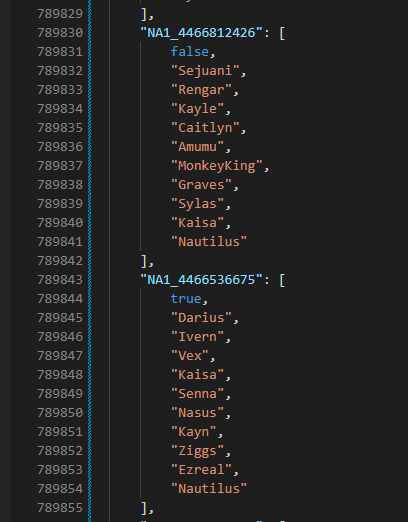 789829 ],
789830 "NA1_4466812426": [
789831 false,
789832 "Sejuani",
789833 "Rengar",
789834 "Kayle",
789835 "Caitlyn",
789836 "Amumu",
789837 "MonkeyKing",
789838 "Graves",
789839 "Sylas",
789840 "Kaisa",
789841 "Nautilus"
789842 ],
789843 "NA1_4466536675": [
789844 true,
789845 "Darius",
789846 "Ivern",
789847 "Vex",
789848 "Kaisa",
789849 "Senna",
789850 "Nasus",
789851 "Kayn",
789852 "Ziggs",
789853 "Ezreal",
789854 "Nautilus"
789855 ],